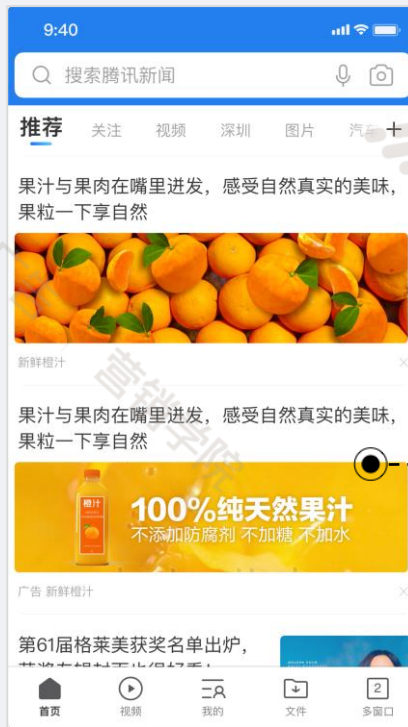 9:40
搜索腾讯新闻
推荐 关注 视频 深圳 图片 汽车
果汁与果肉在嘴里迸发，感受自然真实的美味，
果粒一下享自然
新鲜橙汁
营销学院
果汁与果肉在嘴里迸发，感受自然真实的美味，
果粒一下享自然
橙汁
100%纯天然果汁
不添加防腐剂 不加糖 不加水
广告 新鲜橙汁
第61届格莱美获奖名单出炉，
首页 视频 我的 文件 2 多窗口